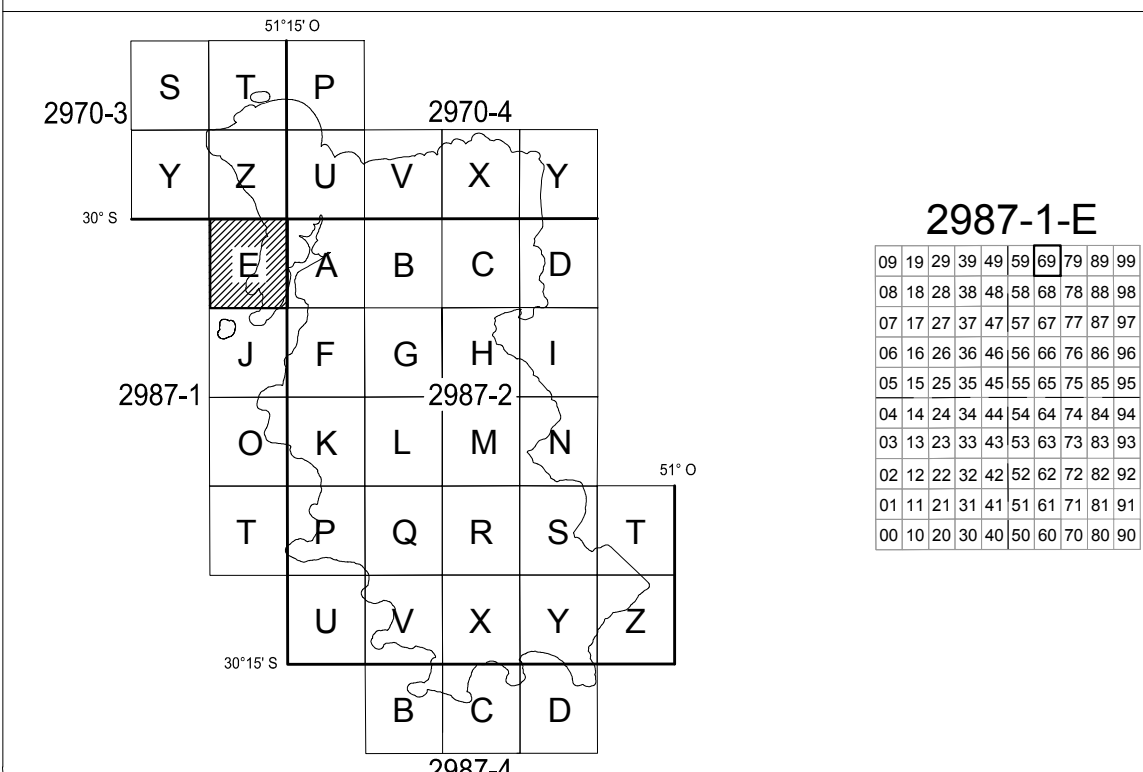 51°15' O
S T P
2970-3 2970-4
Y Z U V X Y
30° S
E A B C D
J F G H I
2987-1 2987-2
O K L M N
51° O
T P Q R S T
U V X Y Z
30°15' S
B C D
2987-4
2987-1-E
09 19 29 39 49 59 69 79 89 99
08 18 28 38 48 58 68 78 88 98
07 17 27 37 47 57 67 77 87 97
06 16 26 36 46 56 66 76 86 96
05 15 25 35 45 55 65 75 85 95
04 14 24 34 44 54 64 74 84 94
03 13 23 33 43 53 63 73 83 93
02 12 22 32 42 52 62 72 82 92
01 11 21 31 41 51 61 71 81 91
00 10 20 30 40 50 60 70 80 90